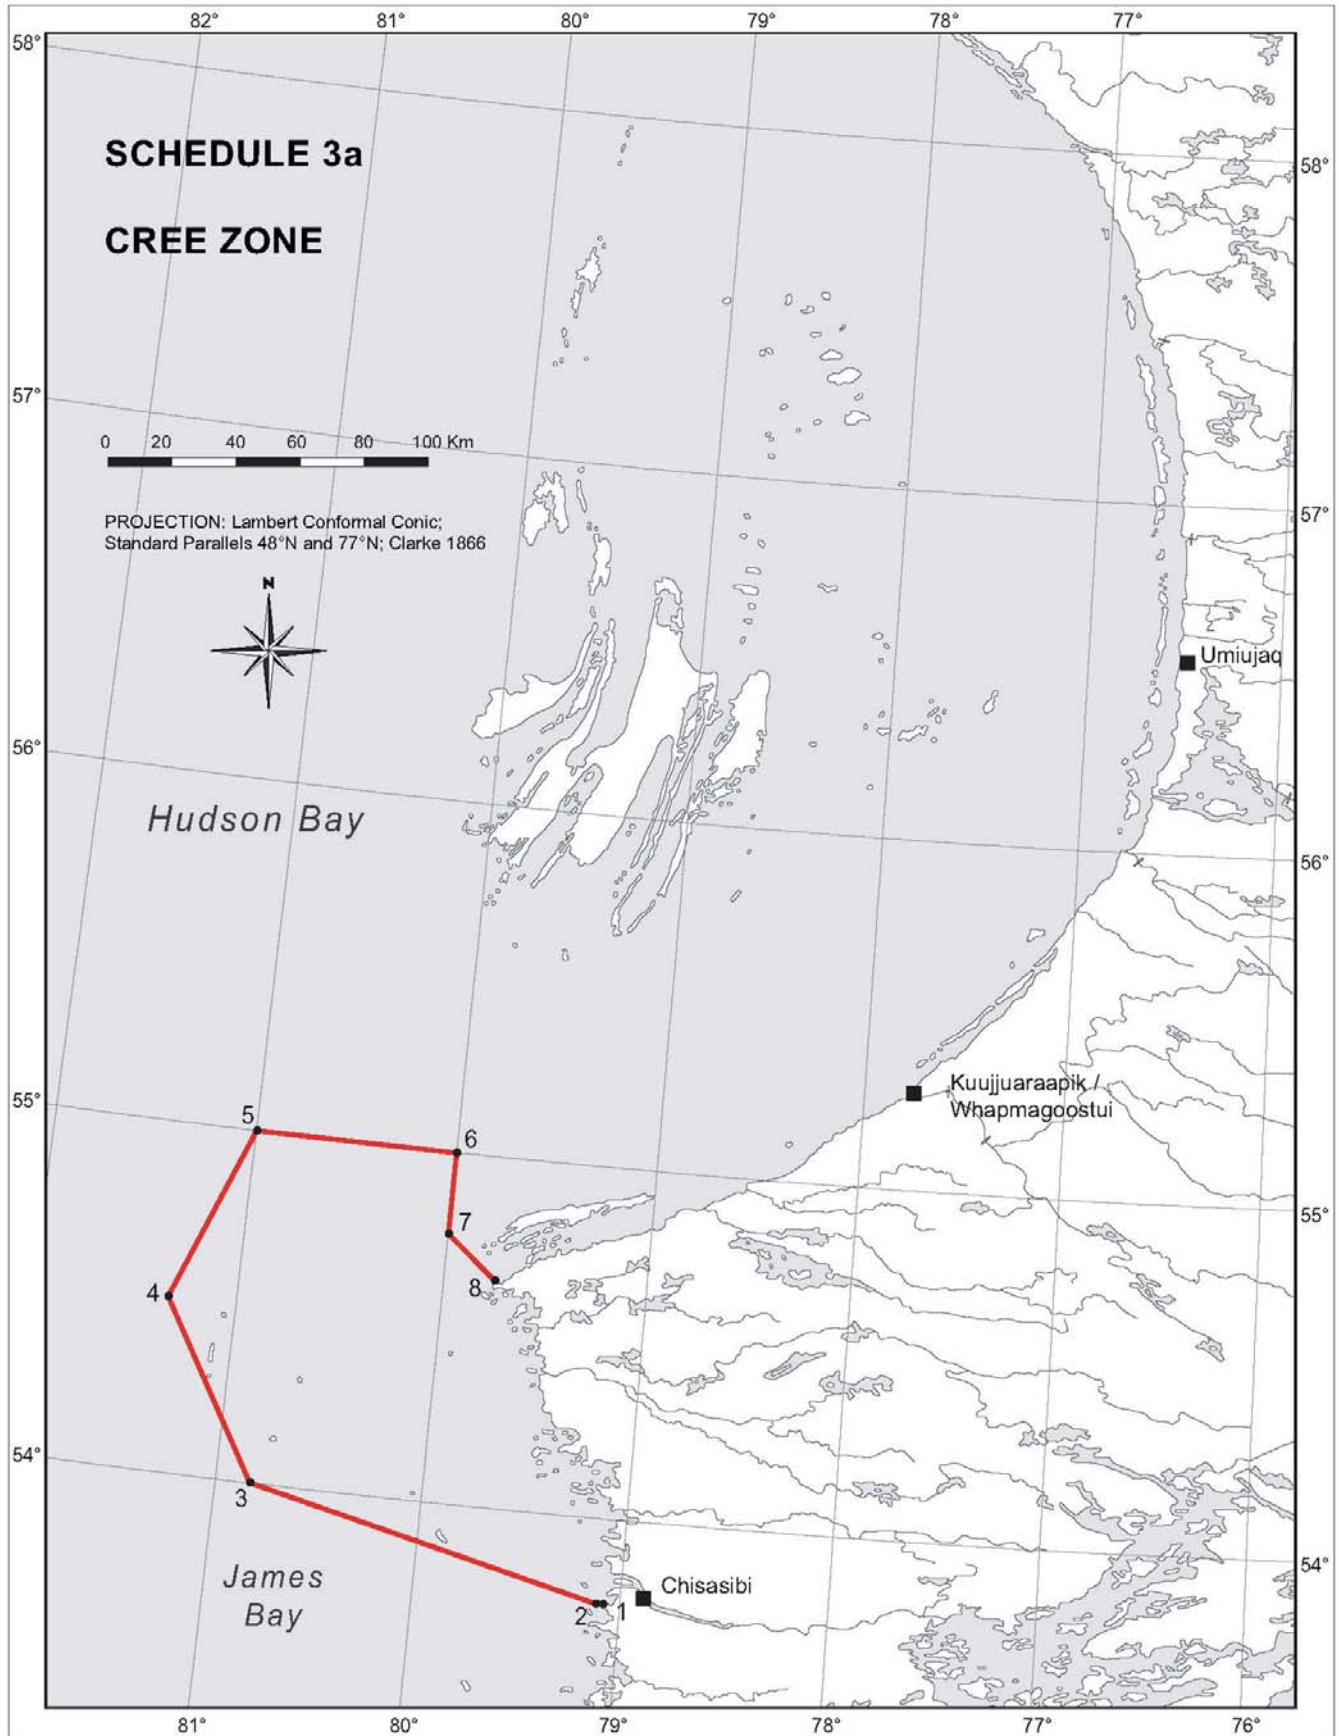 82° 81° 80° 79° 78° 77°
58°
SCHEDULE 3a
58°
CREE ZONE
57°
0 20 40 60 80 100 Km
57°
PROJECTION: Lambert Conformal Conic;
Standard Parallels 48°N and 77°N; Clarke 1866
N
Umiujaq
56°
Hudson Bay
56°
Kuujjuaraapik /
Whapmagoostui
55°
5
6
55°
7
8
4
54°
3
54°
James
Bay
Chisasibi
2 1
81° 80° 79° 78° 77° 76°